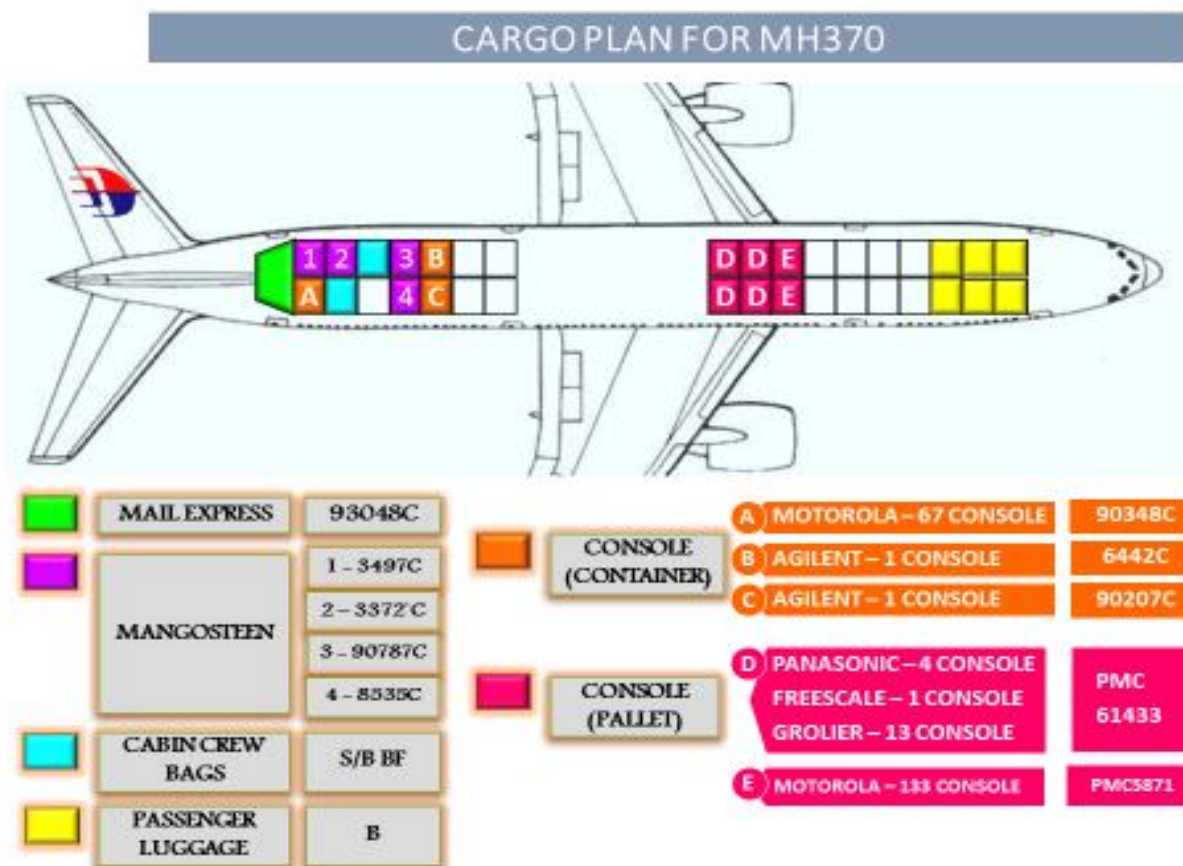 CARGO PLAN FOR MH370
1 2 3 B
A 4 C
D D E
D D E
MAIL EXPRESS 93048C
MANGOSTEEN
1 - 3497C
2 - 3372 C
3 - 90787C
4 - 8535C
CABIN CREW
BAGS
S/B BF
PASSENGER
LUGGAGE
B
CONSOLE
(CONTAINER)
A MOTOROLA – 67 CONSOLE 90348C
B AGILENT – 1 CONSOLE 6442C
C AGILENT – 1 CONSOLE 90207C
CONSOLE
(PALLET)
D PANASONIC – 4 CONSOLE
FREESCALE – 1 CONSOLE
GROLIER – 13 CONSOLE
PMC
61433
E MOTOROLA – 133 CONSOLE PMC5871